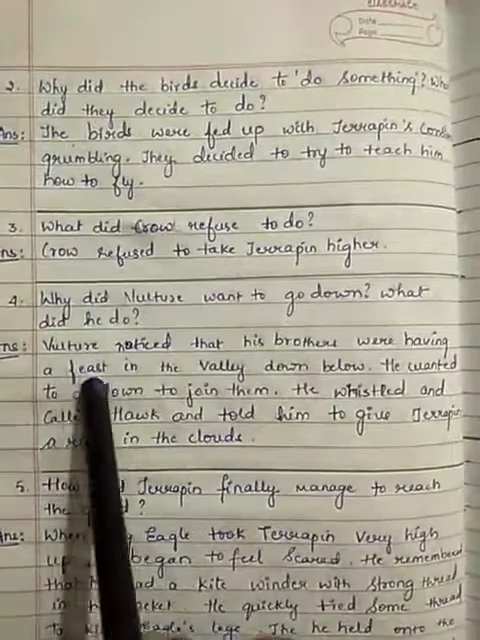 Date
Page
2. Why did the birds decide to 'do something'?
did they decide to do?
Ans: The birds were fed up with Terrapin's
grumbling. They decided to try to teach him
how to fly.
3. What did Crow refuse to do?
ns: Crow refused to take Terrapin higher.
4. Why did Vulture want to go down? what
did he do?
ns: Vulture noticed that his brothers were having
a feast in the Valley down below. He wanted
to down to join them. He whistled and
Hawk and told him to give Terrapin
a in the clouds.
5. How Terrapin finally manage to reach
the ?
Ans: Eagle took Terrapin very high
up began to feel scared. He remembered
that a kite winder with strong thread
in He quickly tied some thread
to Eagle's legs. The he held onto the